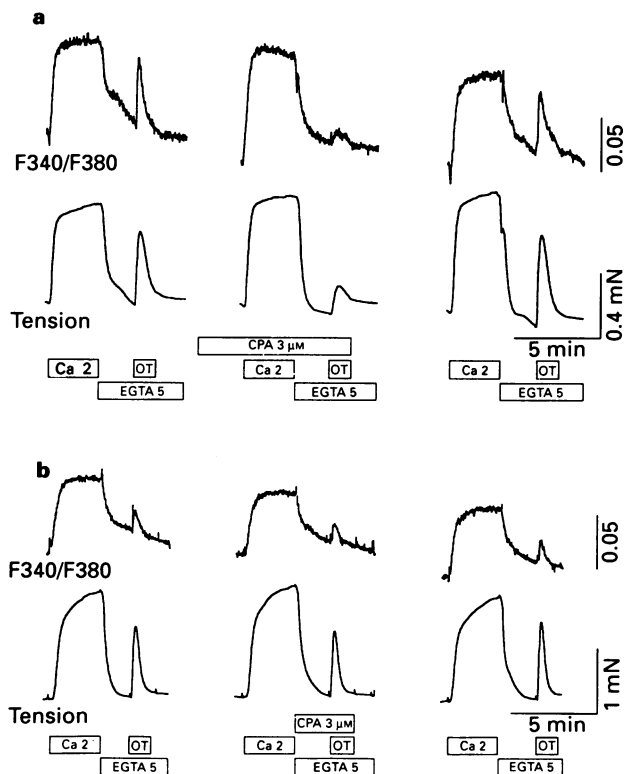 a
F340/F380
0.05
Tension
0.4 mN
5 min
CPA 3 µM
Ca 2 OT Ca 2 OT Ca 2 OT
EGTA 5 EGTA 5 EGTA 5
b
F340/F380
0.05
Tension
1 mN
5 min
CPA 3 µM
Ca 2 OT Ca 2 OT Ca 2 OT
EGTA 5 EGTA 5 EGTA 5